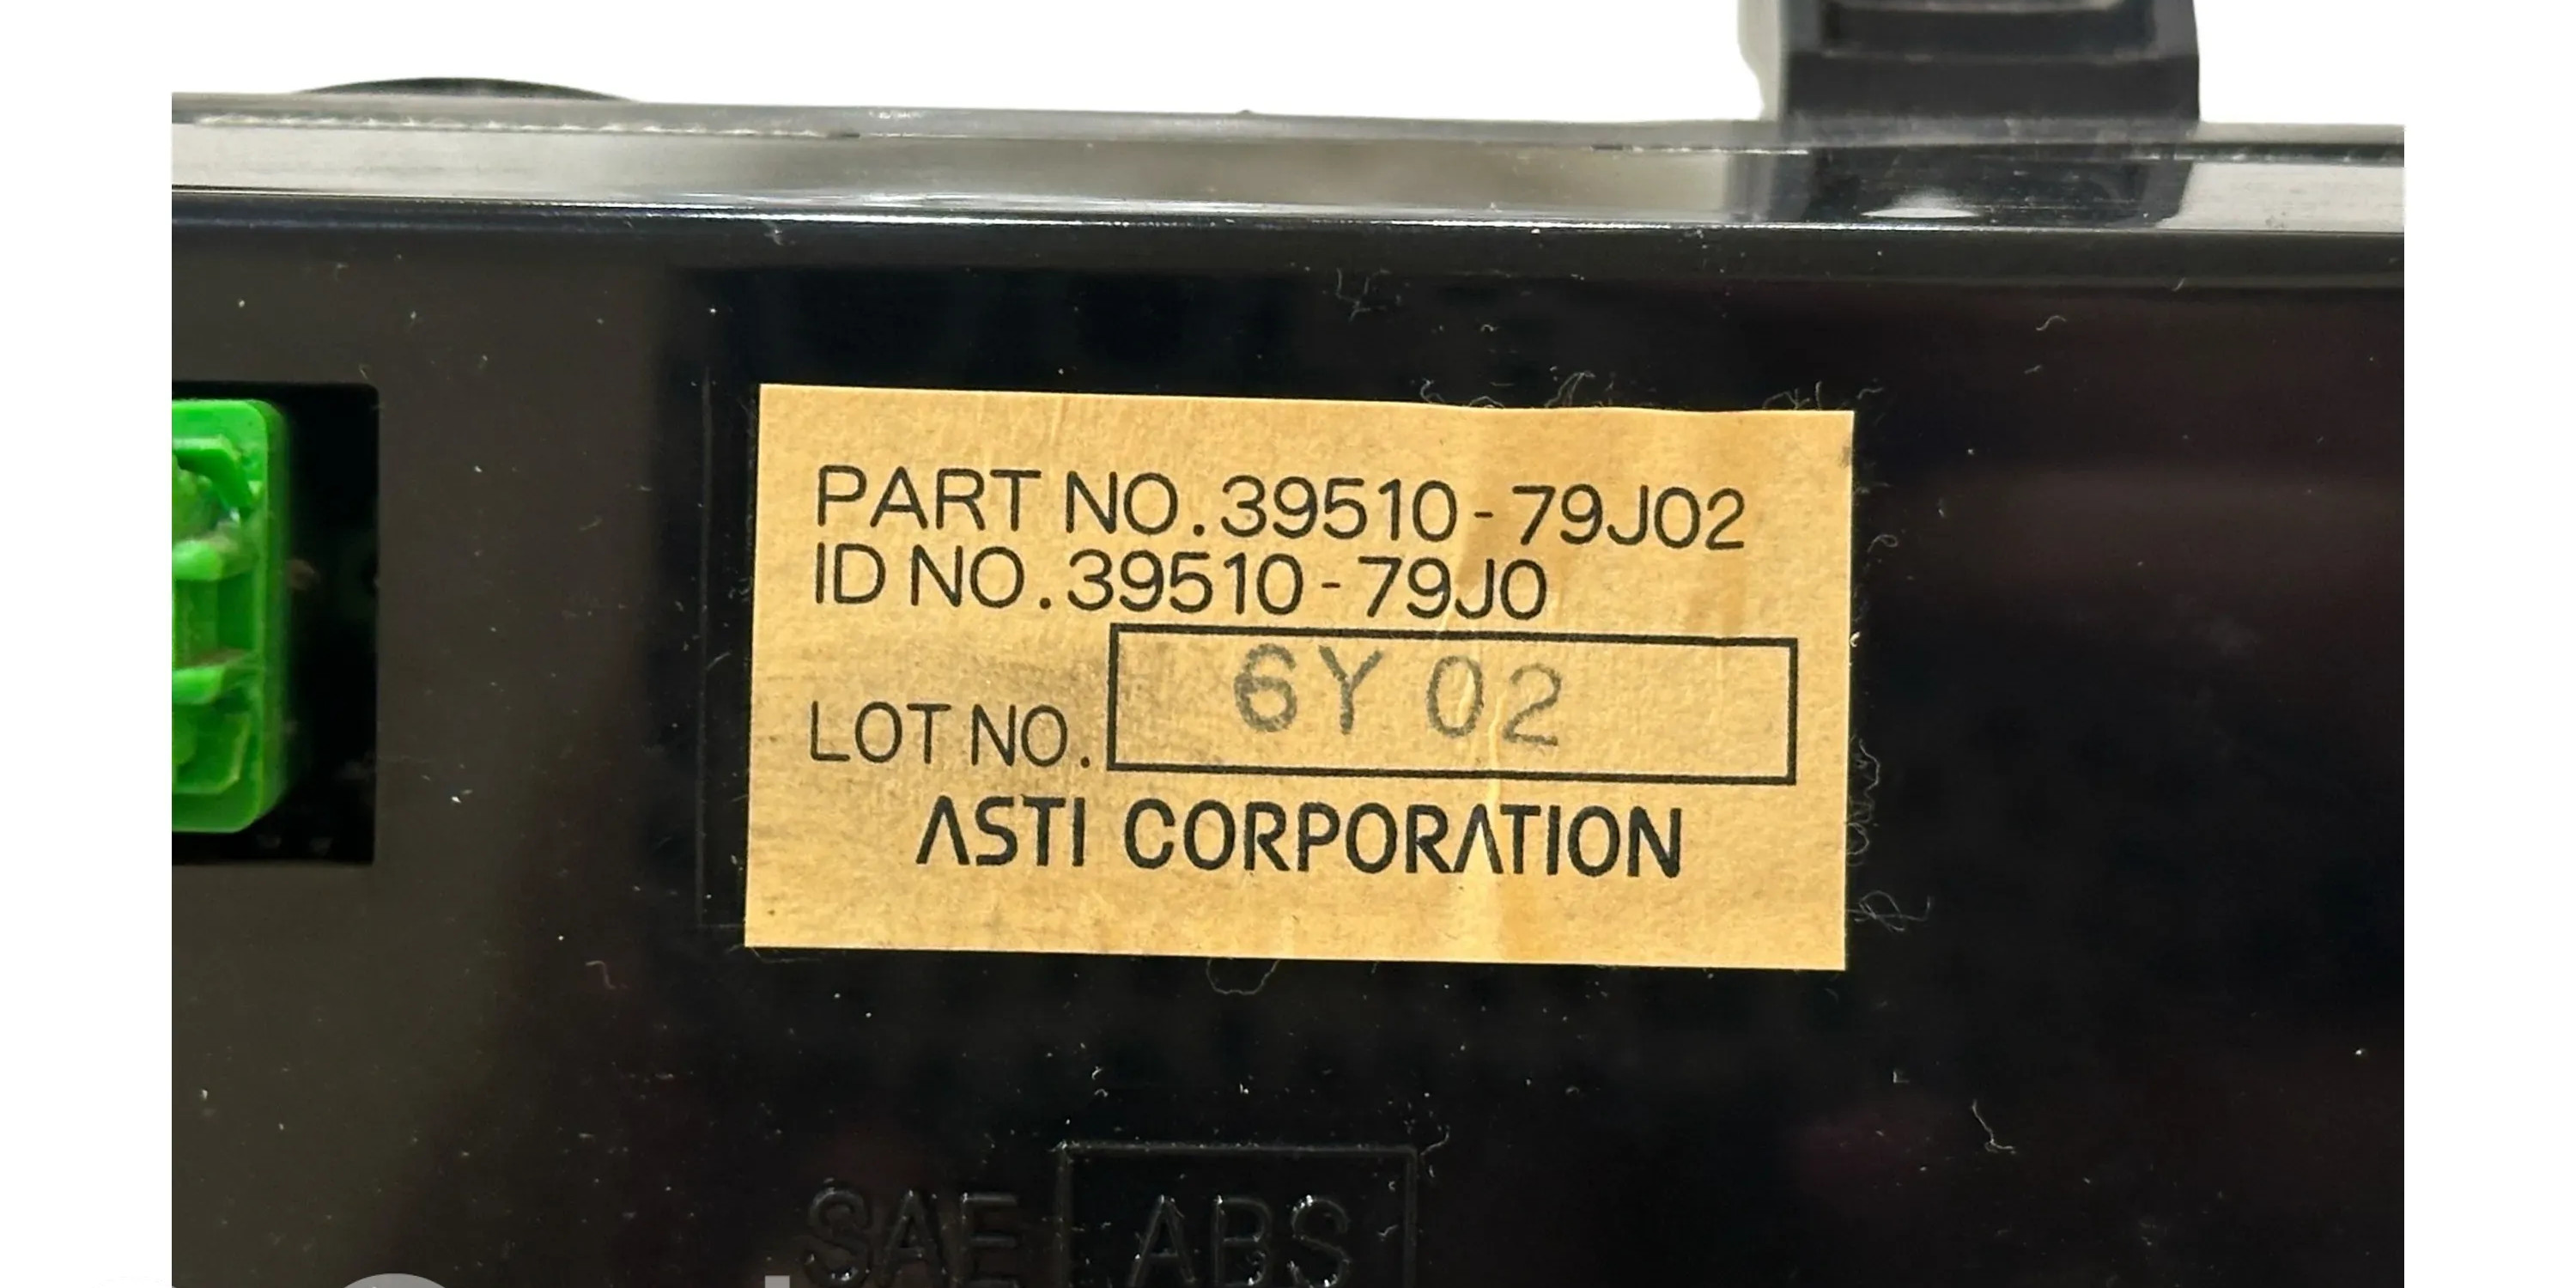 PART NO. 39510-79J02
ID NO. 39510-79J0
LOT NO. 6Y 02
ASTI CORPORATION
SAE ABS